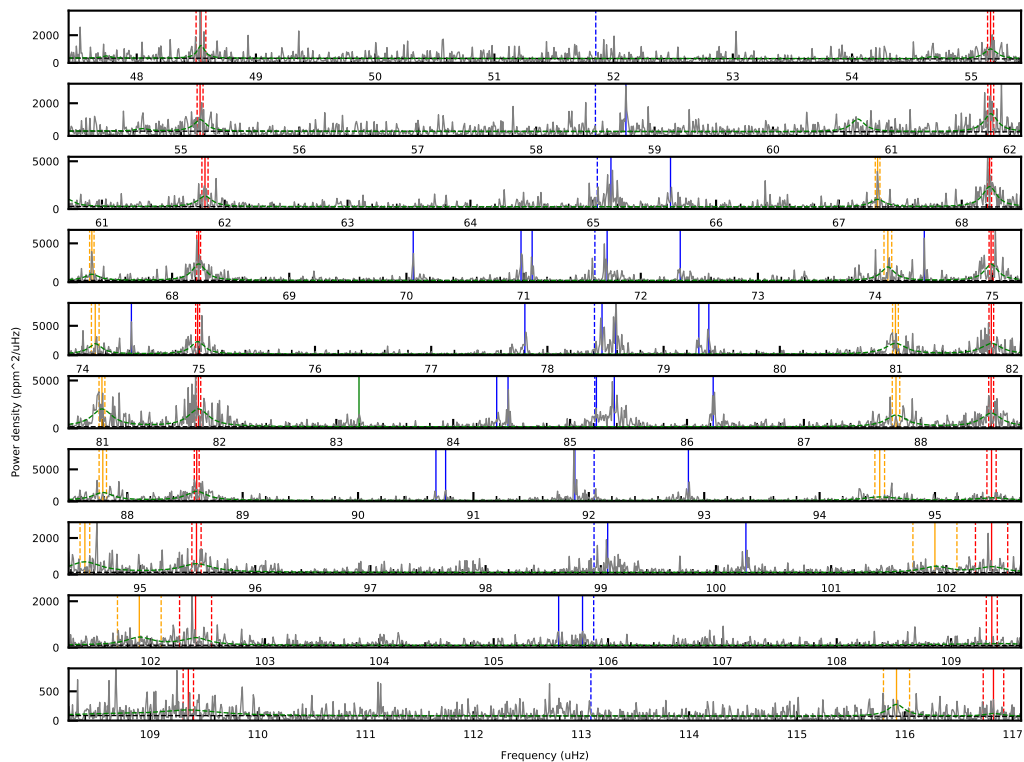 2000
0
48 49 50 51 52 53 54 55
2000
0
55 56 57 58 59 60 61 62
5000
0
61 62 63 64 65 66 67 68
5000
0
68 69 70 71 72 73 74 75
5000
0
74 75 76 77 78 79 80 81 82
5000
0
81 82 83 84 85 86 87 88
5000
0
88 89 90 91 92 93 94 95
2000
0
95 96 97 98 99 100 101 102
2000
0
102 103 104 105 106 107 108 109
500
0
109 110 111 112 113 114 115 116 117
Power density (ppm^2/uHz)
Frequency (uHz)